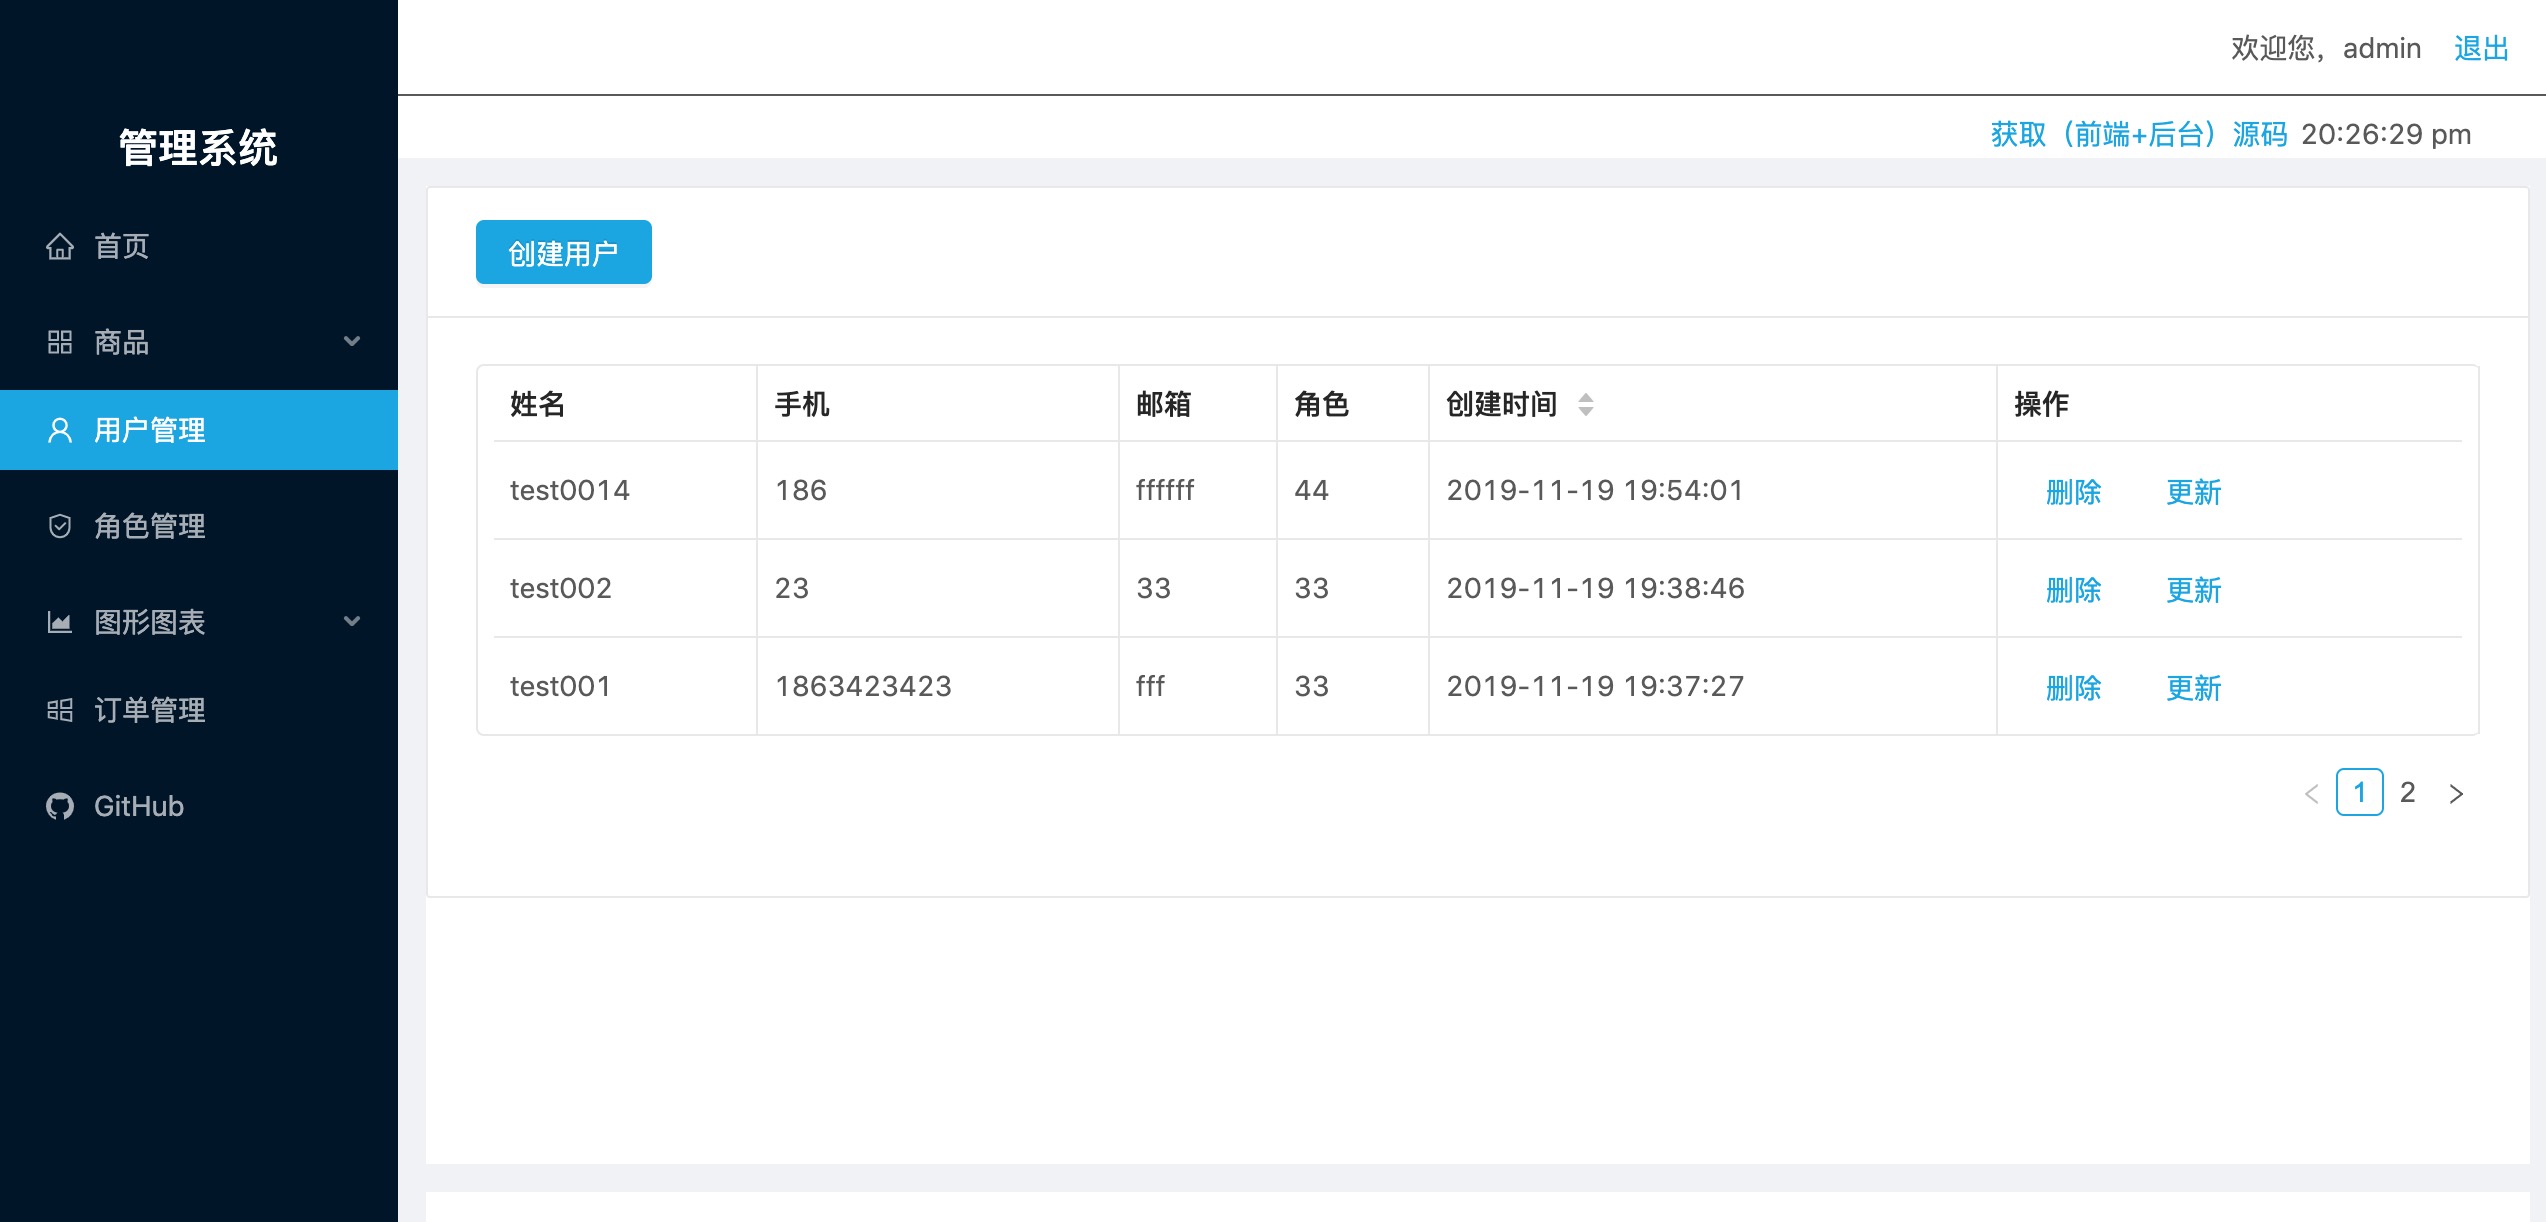 欢迎您，admin 退出
获取（前端+后台）源码 20:26:29 pm
管理系统
首页
商品
用户管理
角色管理
图形图表
订单管理
GitHub
创建用户
姓名 手机 邮箱 角色 创建时间 操作
test0014 186 ffffff 44 2019-11-19 19:54:01 删除 更新
test002 23 33 33 2019-11-19 19:38:46 删除 更新
test001 1863423423 fff 33 2019-11-19 19:37:27 删除 更新
1 2